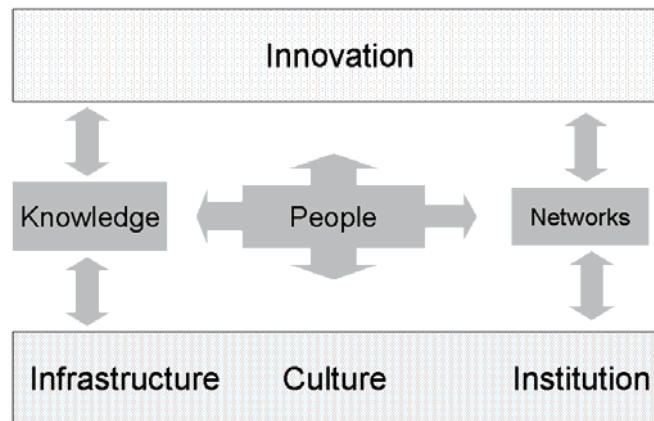 Innovation
Knowledge People Networks
Infrastructure Culture Institution